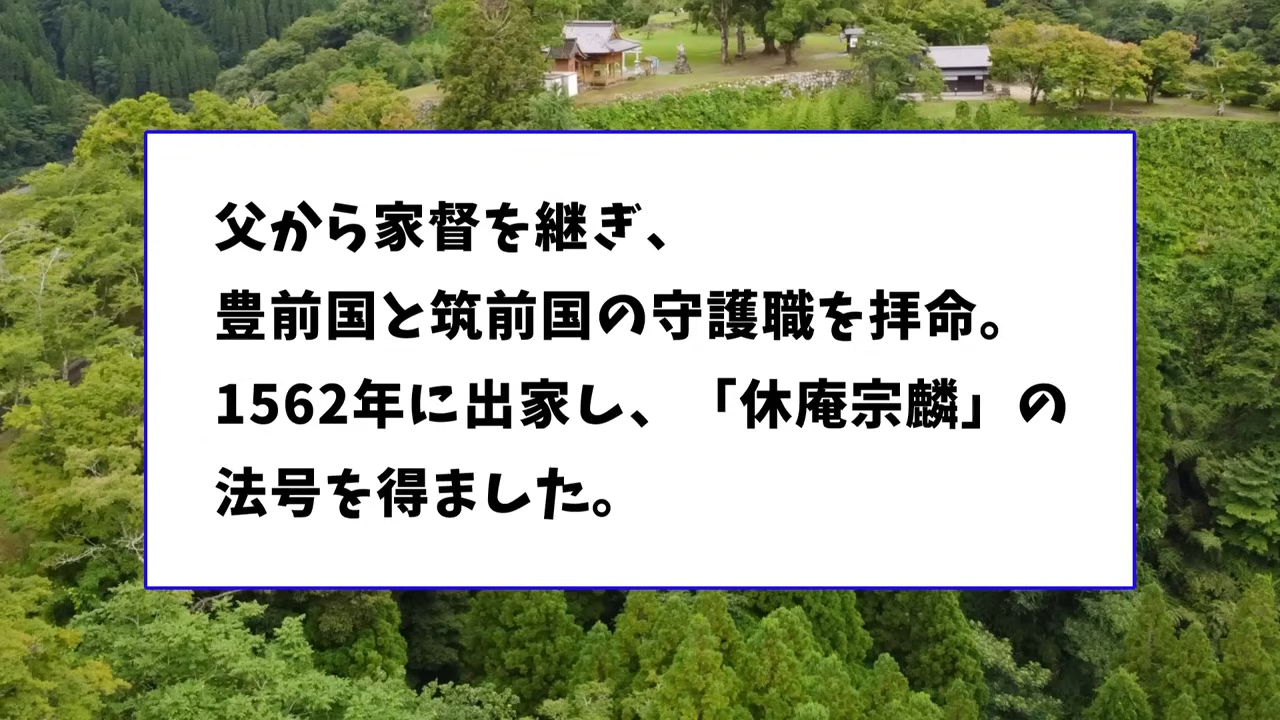 父から家督を継ぎ、
豊前国と筑前国の守護職を拝命。
1562年に出家し、「休庵宗麟」の
法号を得ました。